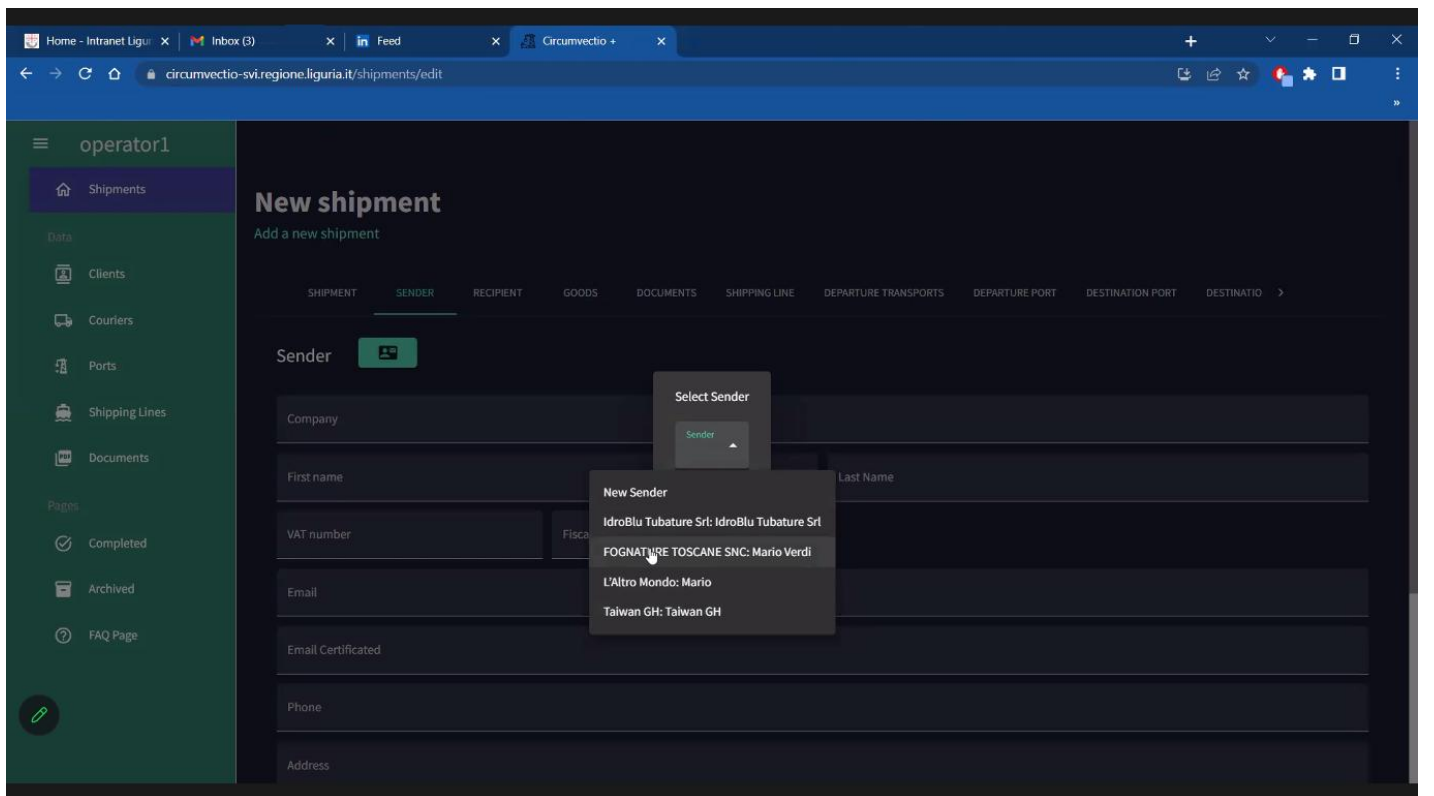 Home - Intranet Ligur
Inbox (3)
Feed
Circumvectio +
circumvectio-svi.regione.liguria.it/shipments/edit
operator1
Shipments
Data
Clients
Couriers
Ports
Shipping Lines
Documents
Pages
Completed
Archived
FAQ Page
New shipment
Add a new shipment
SHIPMENT SENDER RECIPIENT GOODS DOCUMENTS SHIPPING LINE DEPARTURE TRANSPORTS DEPARTURE PORT DESTINATION PORT DESTINATIO
Sender
Company
First name
Last Name
VAT number
Fisca
Email
Email Certificated
Phone
Address
Select Sender
Sender
New Sender
IdroBlu Tubature Srl: IdroBlu Tubature Srl
FOGNATURE TOSCANE SNC: Mario Verdi
L'Altro Mondo: Mario
Taiwan GH: Taiwan GH